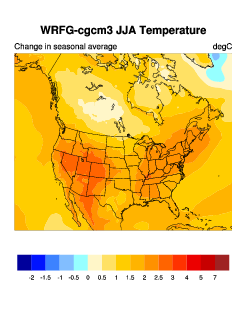 WRFG-cgcm3 JJA Temperature
Change in seasonal average degC
-2 -1.5 -1 -0.5 0 0.5 1 1.5 2 2.5 3 4 5 7